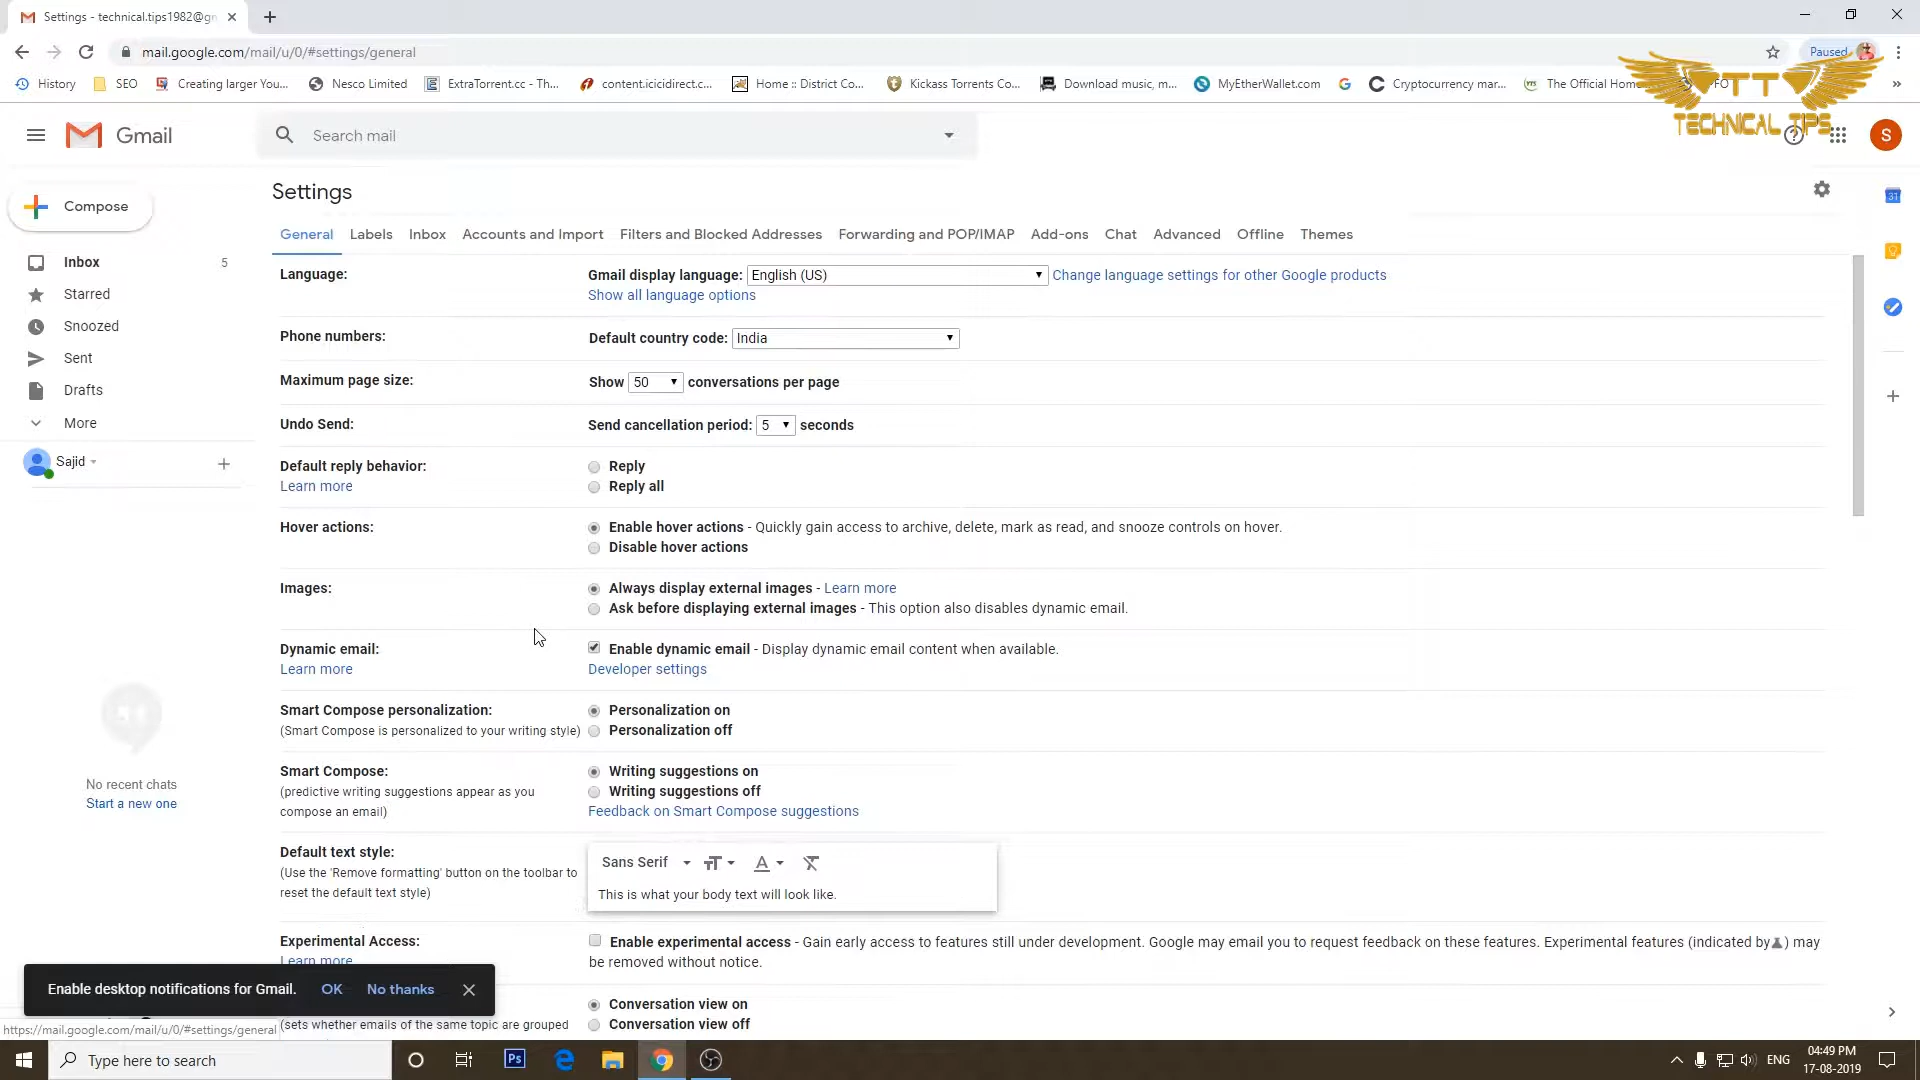 Settings - technical.tips1982@gn
mail.google.com/mail/u/0/#settings/general
Paused
History SEO Creating larger You... Nesco Limited ExtraTorrent.cc - Th... content.icicidirect.c... Home :: District Co... Kickass Torrents Co... Download music, m... MyEtherWallet.com Cryptocurrency mar... The Official Hom
TT
TECHNICAL TIPS
Gmail
Search mail
S
Compose
Settings
General Labels Inbox Accounts and Import Filters and Blocked Addresses Forwarding and POP/IMAP Add-ons Chat Advanced Offline Themes
Inbox 5
Starred
Snoozed
Sent
Drafts
More
Sajid
No recent chats
Start a new one
Language: Gmail display language: English (US) Change language settings for other Google products
Show all language options
Phone numbers: Default country code: India
Maximum page size: Show 50 conversations per page
Undo Send: Send cancellation period: 5 seconds
Default reply behavior: Reply
Learn more Reply all
Hover actions: Enable hover actions - Quickly gain access to archive, delete, mark as read, and snooze controls on hover.
Disable hover actions
Images: Always display external images - Learn more
Ask before displaying external images - This option also disables dynamic email.
Dynamic email: Enable dynamic email - Display dynamic email content when available.
Learn more Developer settings
Smart Compose personalization: Personalization on
(Smart Compose is personalized to your writing style) Personalization off
Smart Compose: Writing suggestions on
(predictive writing suggestions appear as you Writing suggestions off
compose an email) Feedback on Smart Compose suggestions
Default text style: Sans Serif
(Use the 'Remove formatting' button on the toolbar to
reset the default text style) This is what your body text will look like.
Experimental Access: Enable experimental access - Gain early access to features still under development. Google may email you to request feedback on these features. Experimental features (indicated by ) may
Learn more be removed without notice.
Enable desktop notifications for Gmail. OK No thanks
Conversation view on
(sets whether emails of the same topic are grouped Conversation view off
https://mail.google.com/mail/u/0/#settings/general
Type here to search
Ps
ENG
04:49 PM
17-08-2019